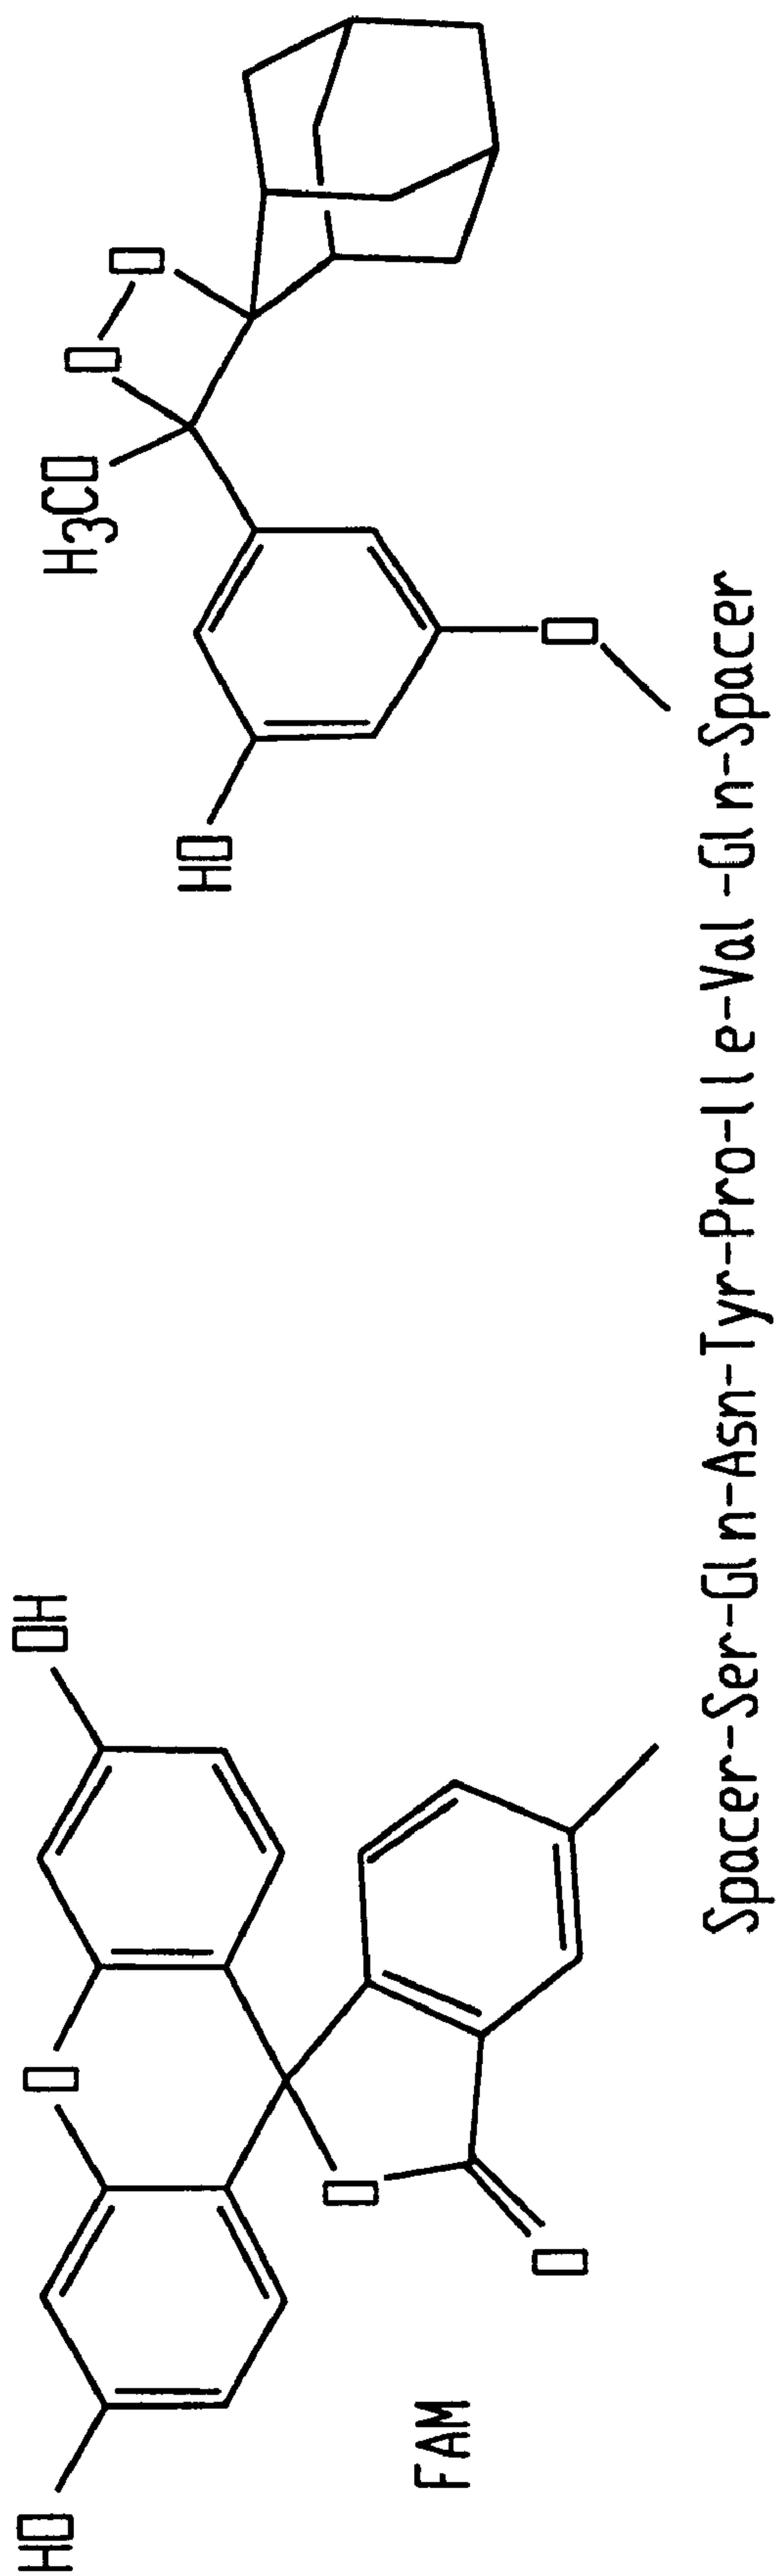 HO
O
OH
O
O
FAM
H3CO
O
O
HO
O
Spacer-Ser-Gln-Asn-Tyr-Pro-Ile-Val-Gln-Spacer